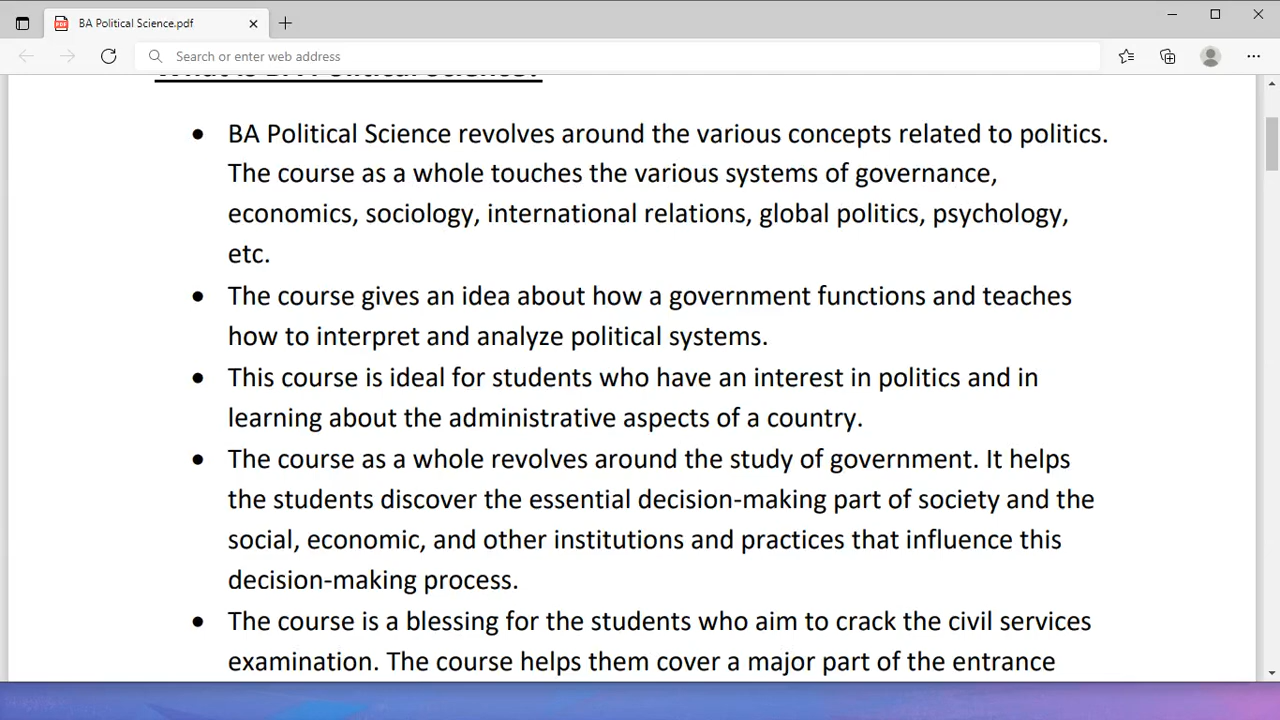 BA Political Science.pdf
Search or enter web address
What is BA Political Science?
• BA Political Science revolves around the various concepts related to politics.
The course as a whole touches the various systems of governance,
economics, sociology, international relations, global politics, psychology,
etc.
• The course gives an idea about how a government functions and teaches
how to interpret and analyze political systems.
• This course is ideal for students who have an interest in politics and in
learning about the administrative aspects of a country.
• The course as a whole revolves around the study of government. It helps
the students discover the essential decision-making part of society and the
social, economic, and other institutions and practices that influence this
decision-making process.
• The course is a blessing for the students who aim to crack the civil services
examination. The course helps them cover a major part of the entrance